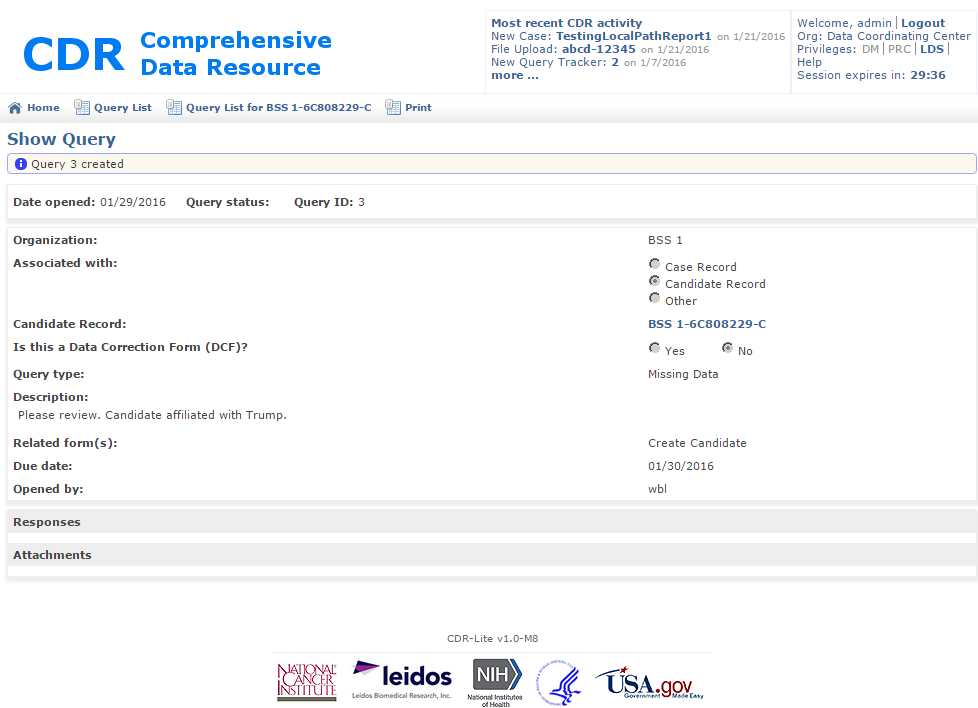 CDR Comprehensive
Data Resource
Most recent CDR activity
New Case: TestingLocalPathReport1 on 1/21/2016
File Upload: abcd-12345 on 1/21/2016
New Query Tracker: 2 on 1/7/2016
more ...
Welcome, admin | Logout
Org: Data Coordinating Center
Privileges: DM | PRC | LDS |
Help
Session expires in: 29:36
Home Query List Query List for BSS 1-6C808229-C Print
Show Query
Query 3 created
Date opened: 01/29/2016 Query status: Query ID: 3
Organization: BSS 1
Associated with: Case Record
Candidate Record
Other
Candidate Record: BSS 1-6C808229-C
Is this a Data Correction Form (DCF)? Yes No
Query type: Missing Data
Description:
Please review. Candidate affiliated with Trump.
Related form(s): Create Candidate
Due date: 01/30/2016
Opened by: wbl
Responses
Attachments
CDR-Lite v1.0-M8
NATIONAL
CANCER
INSTITUTE
leidos
Leidos Biomedical Research, Inc.
NIH
National Institutes
of Health
USA.gov
Government Made Easy